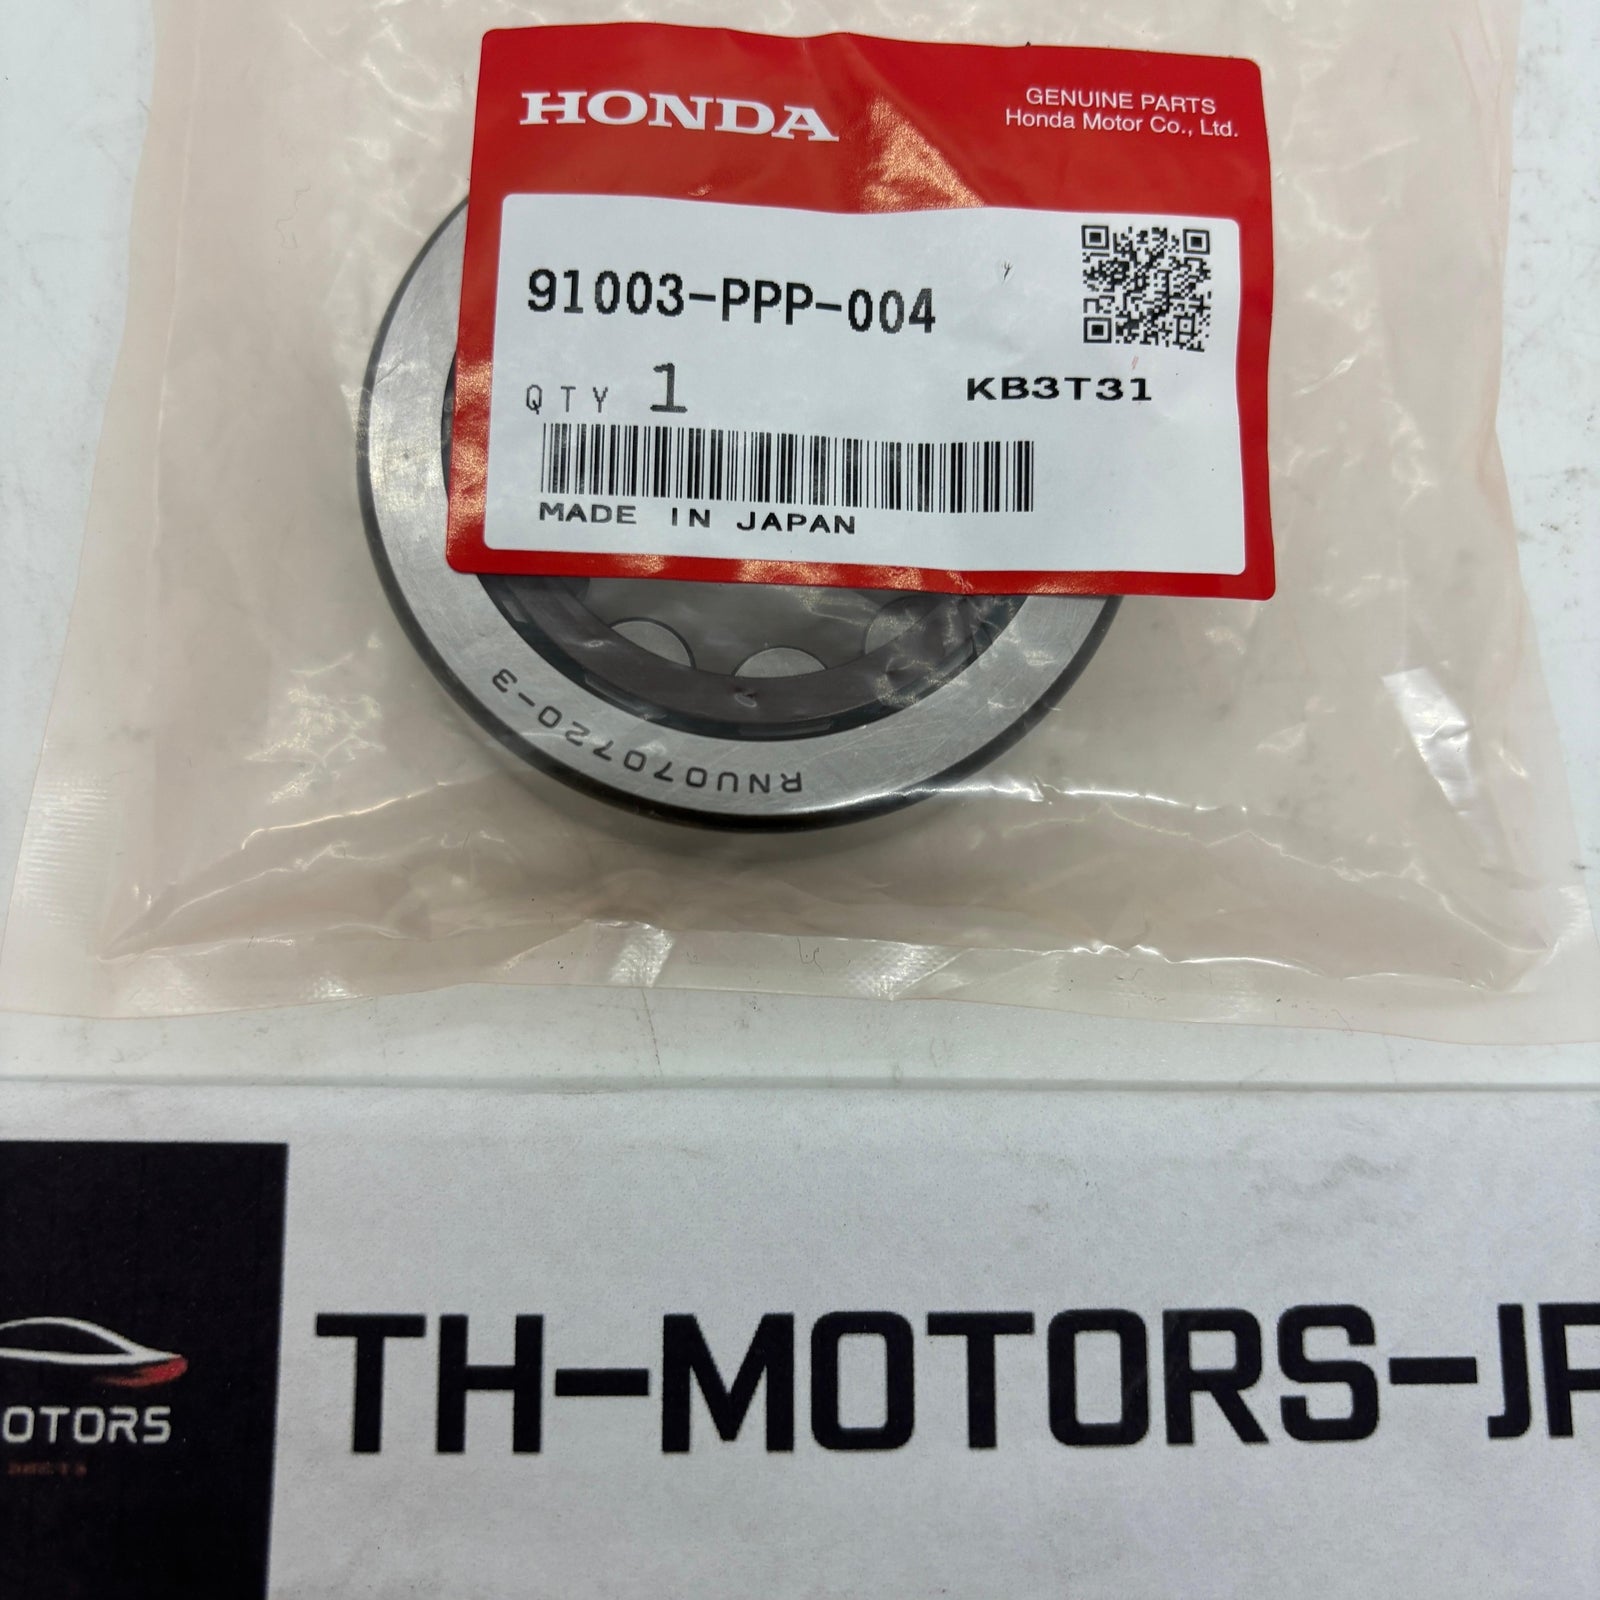 HONDA
GENUINE PARTS
Honda Motor Co., Ltd.
91003-PPP-004
QTY 1
KB3T31
MADE IN JAPAN
RNU070720-3
TH-MOTORS-JP
OTORS